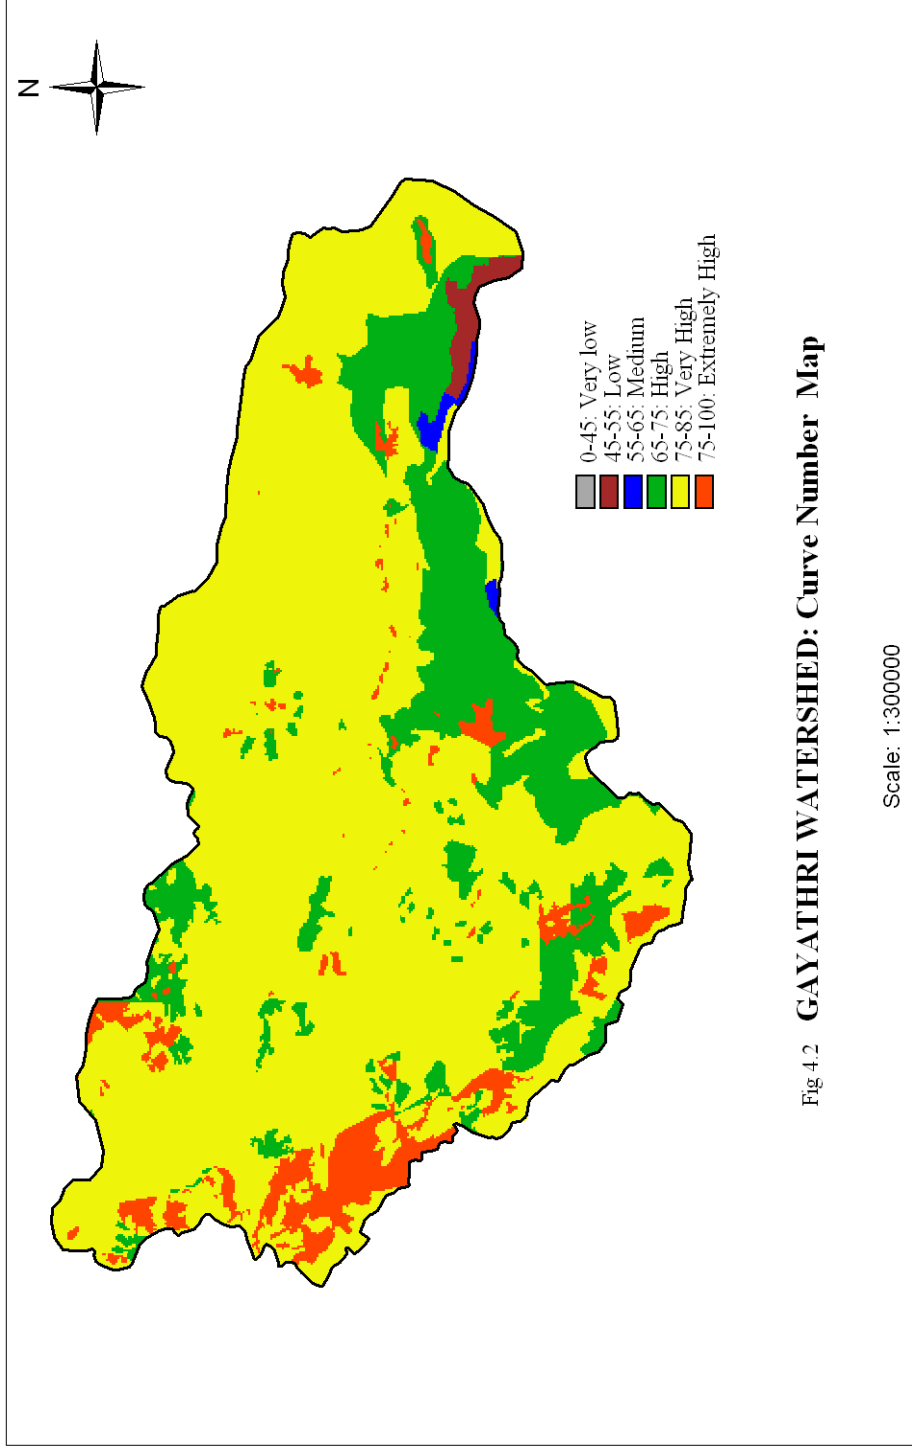 N
0-45: Very low
45-55: Low
55-65: Medium
65-75: High
75-85: Very High
75-100: Extremely High
Fig 4.2 GAYATHRI WATERSHED: Curve Number Map
Scale: 1:300000